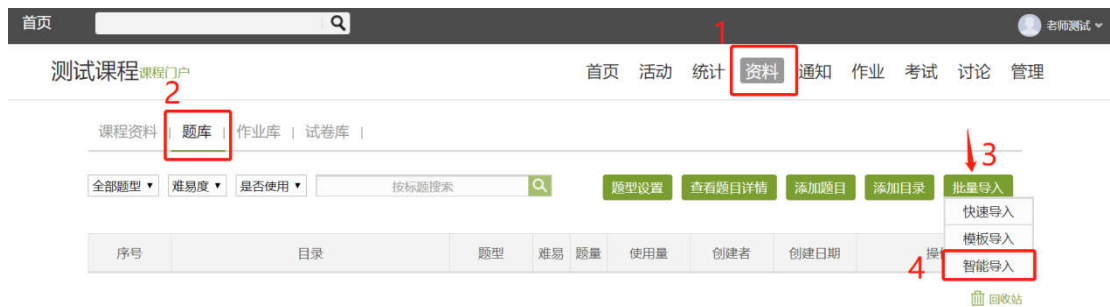 首页 老师测试
1
测试课程 课程门户 首页 活动 统计 资料 通知 作业 考试 讨论 管理
2
课程资料 | 题库 | 作业库 | 试卷库 |
3
全部题型 难易度 是否使用 按标题搜索 题型设置 查看题目详情 添加题目 添加目录 批量导入
快速导入
模板导入
序号 目录 题型 难易 题量 使用量 创建者 创建日期
4 智能导入
回收站